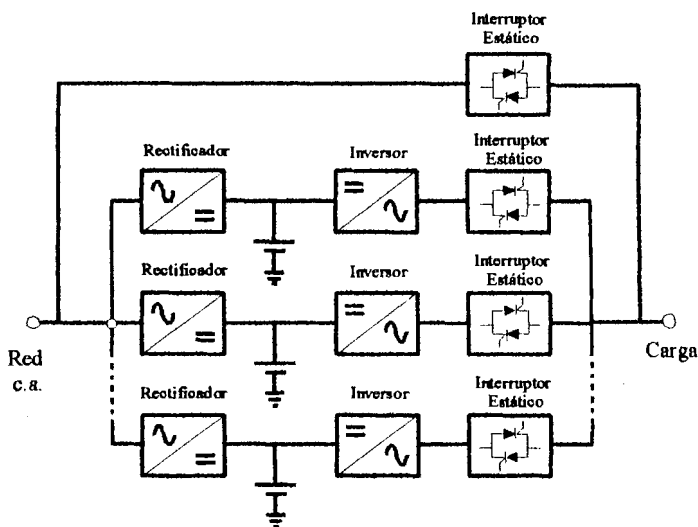 Interruptor
Estático
Rectificador
Inversor
Interruptor
Estático
Rectificador
Inversor
Interruptor
Estático
Red
c.a.
Carga
Rectificador
Inversor
Interruptor
Estático